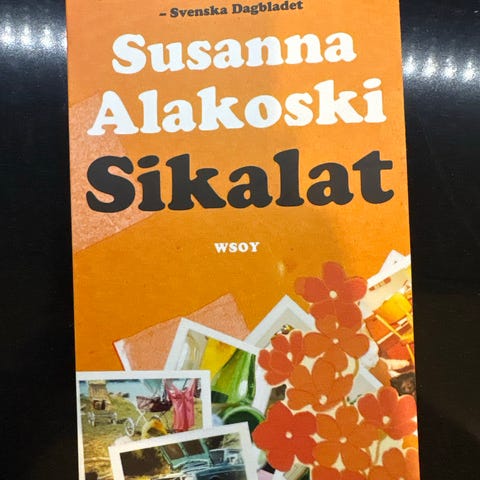 – Svenska Dagbladet
Susanna
Alakoski
Sikalat
WSOY